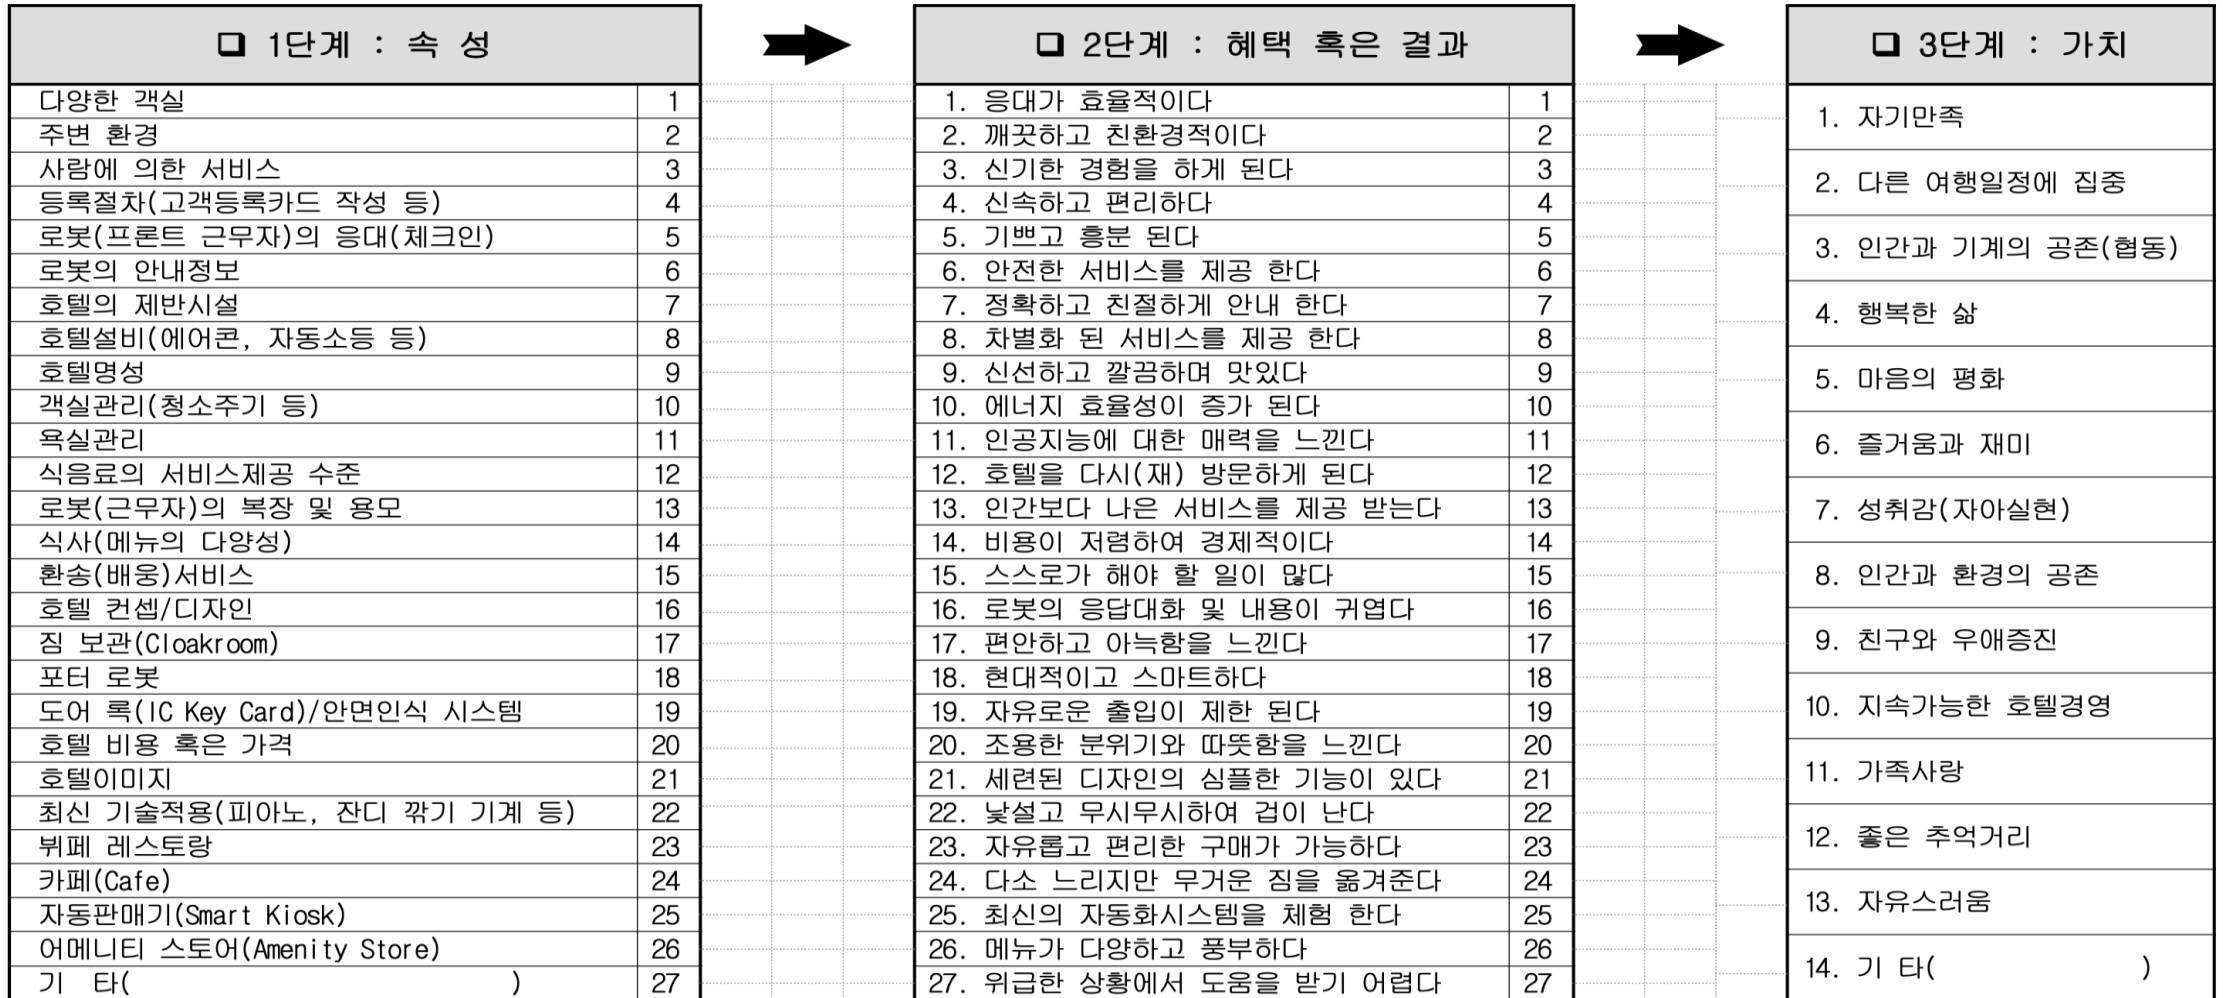 ❑ 1단계 : 속 성
다양한 객실 1
주변 환경 2
사람에 의한 서비스 3
등록절차(고객등록카드 작성 등) 4
로봇(프론트 근무자)의 응대(체크인) 5
로봇의 안내정보 6
호텔의 제반시설 7
호텔설비(에어콘, 자동소등 등) 8
호텔명성 9
객실관리(청소주기 등) 10
욕실관리 11
식음료의 서비스제공 수준 12
로봇(근무자)의 복장 및 용모 13
식사(메뉴의 다양성) 14
환송(배웅)서비스 15
호텔 컨셉/디자인 16
짐 보관(Cloakroom) 17
포터 로봇 18
도어 록(IC Key Card)/안면인식 시스템 19
호텔 비용 혹은 가격 20
호텔이미지 21
최신 기술적용(피아노, 잔디 깎기 기계 등) 22
뷔페 레스토랑 23
카페(Cafe) 24
자동판매기(Smart Kiosk) 25
어메니티 스토어(Amenity Store) 26
기 타( ) 27
❑ 2단계 : 혜택 혹은 결과
1. 응대가 효율적이다 1
2. 깨끗하고 친환경적이다 2
3. 신기한 경험을 하게 된다 3
4. 신속하고 편리하다 4
5. 기쁘고 흥분 된다 5
6. 안전한 서비스를 제공 한다 6
7. 정확하고 친절하게 안내 한다 7
8. 차별화 된 서비스를 제공 한다 8
9. 신선하고 깔끔하며 맛있다 9
10. 에너지 효율성이 증가 된다 10
11. 인공지능에 대한 매력을 느낀다 11
12. 호텔을 다시(재) 방문하게 된다 12
13. 인간보다 나은 서비스를 제공 받는다 13
14. 비용이 저렴하여 경제적이다 14
15. 스스로가 해야 할 일이 많다 15
16. 로봇의 응답대화 및 내용이 귀엽다 16
17. 편안하고 아늑함을 느낀다 17
18. 현대적이고 스마트하다 18
19. 자유로운 출입이 제한 된다 19
20. 조용한 분위기와 따뜻함을 느낀다 20
21. 세련된 디자인의 심플한 기능이 있다 21
22. 낯설고 무시무시하여 겁이 난다 22
23. 자유롭고 편리한 구매가 가능하다 23
24. 다소 느리지만 무거운 짐을 옮겨준다 24
25. 최신의 자동화시스템을 체험 한다 25
26. 메뉴가 다양하고 풍부하다 26
27. 위급한 상황에서 도움을 받기 어렵다 27
❑ 3단계 : 가치
1. 자기만족
2. 다른 여행일정에 집중
3. 인간과 기계의 공존(협동)
4. 행복한 삶
5. 마음의 평화
6. 즐거움과 재미
7. 성취감(자아실현)
8. 인간과 환경의 공존
9. 친구와 우애증진
10. 지속가능한 호텔경영
11. 가족사랑
12. 좋은 추억거리
13. 자유스러움
14. 기 타( )